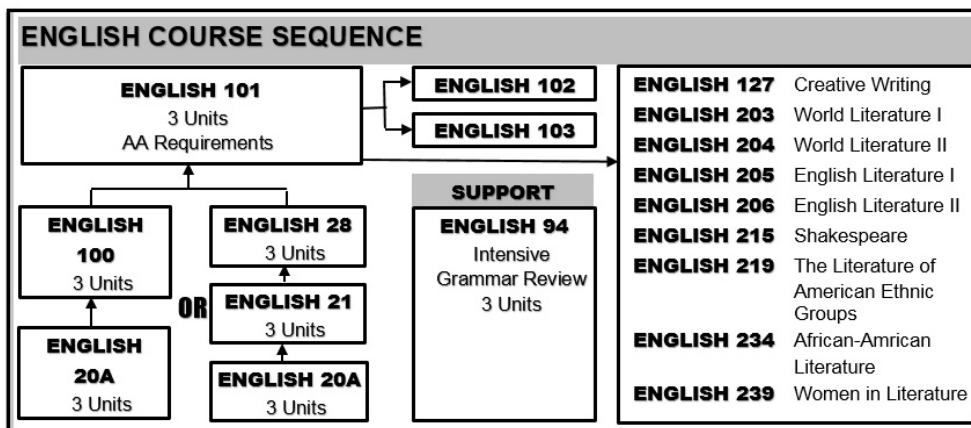 ENGLISH COURSE SEQUENCE
ENGLISH 101
3 Units
AA Requirements
ENGLISH 102
ENGLISH 103
ENGLISH
100
3 Units
ENGLISH
20A
3 Units
OR
ENGLISH 28
3 Units
ENGLISH 21
3 Units
ENGLISH 20A
3 Units
SUPPORT
ENGLISH 94
Intensive
Grammar Review
3 Units
ENGLISH 127 Creative Writing
ENGLISH 203 World Literature I
ENGLISH 204 World Literature II
ENGLISH 205 English Literature I
ENGLISH 206 English Literature II
ENGLISH 215 Shakespeare
ENGLISH 219 The Literature of
American Ethnic
Groups
ENGLISH 234 African-Amrican
Literature
ENGLISH 239 Women in Literature